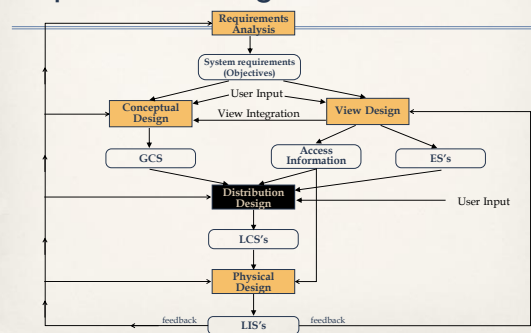 Requirements
Analysis
System requirements
(Objectives)
User Input
Conceptual
Design
View Integration
View Design
GCS
Access
Information
ES's
Distribution
Design
User Input
LCS's
Physical
Design
feedback
LIS's
feedback